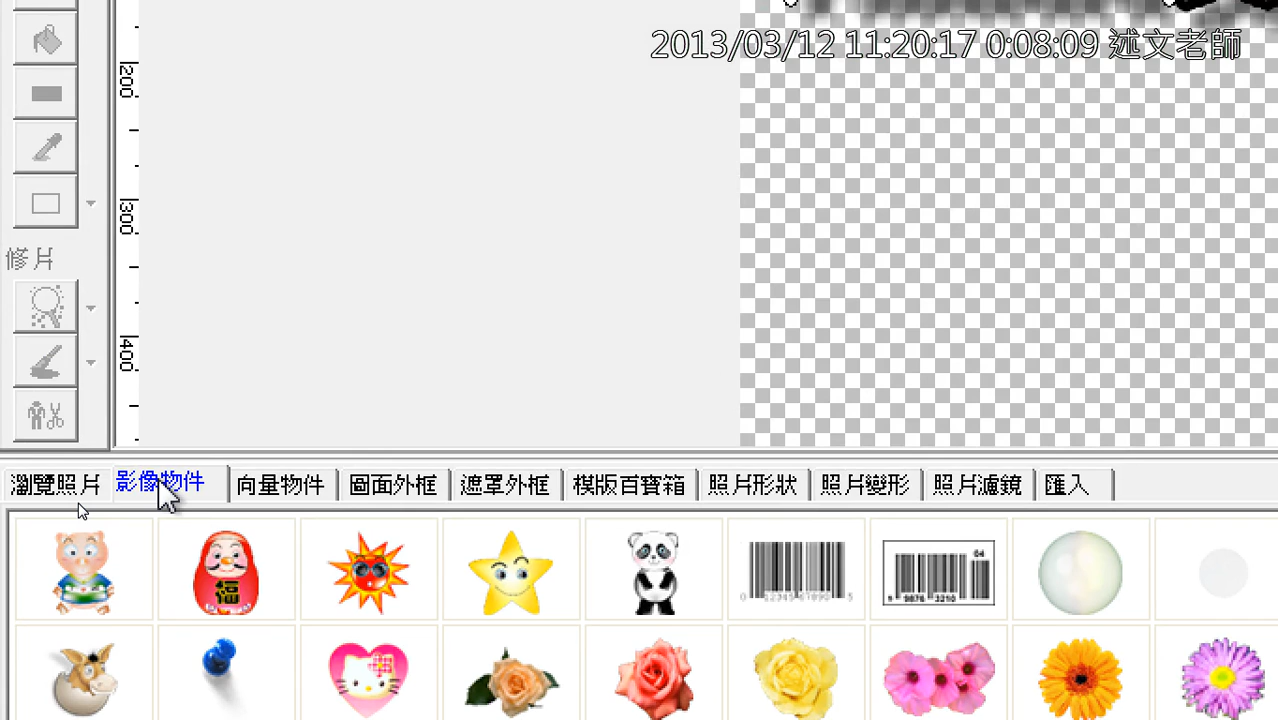 2013/03/12 11:20:17 0:08:09 述文老師
200
300
修片
400
瀏覽照片 影像物件 向量物件 圖面外框 遮罩外框 模版百寶箱 照片形狀 照片變形 照片濾鏡 匯入
福
04